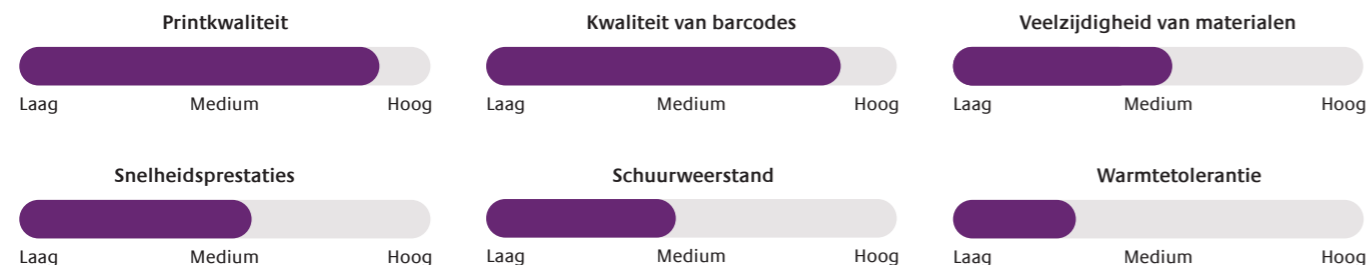 Printkwaliteit
Kwaliteit van barcodes
Veelzijdigheid van materialen
Laag Medium Hoog
Laag Medium Hoog
Laag Medium Hoog
Snelheidsprestaties
Schuurweerstand
Warmtetolerantie
Laag Medium Hoog
Laag Medium Hoog
Laag Medium Hoog